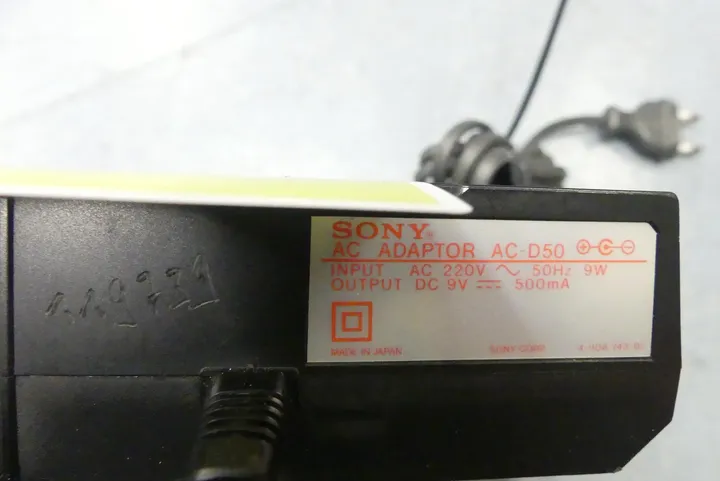 SONY
AC ADAPTOR AC-D50
INPUT AC 220V 50Hz 9W
OUTPUT DC 9V 500mA
MADE IN JAPAN
SONY CORP.